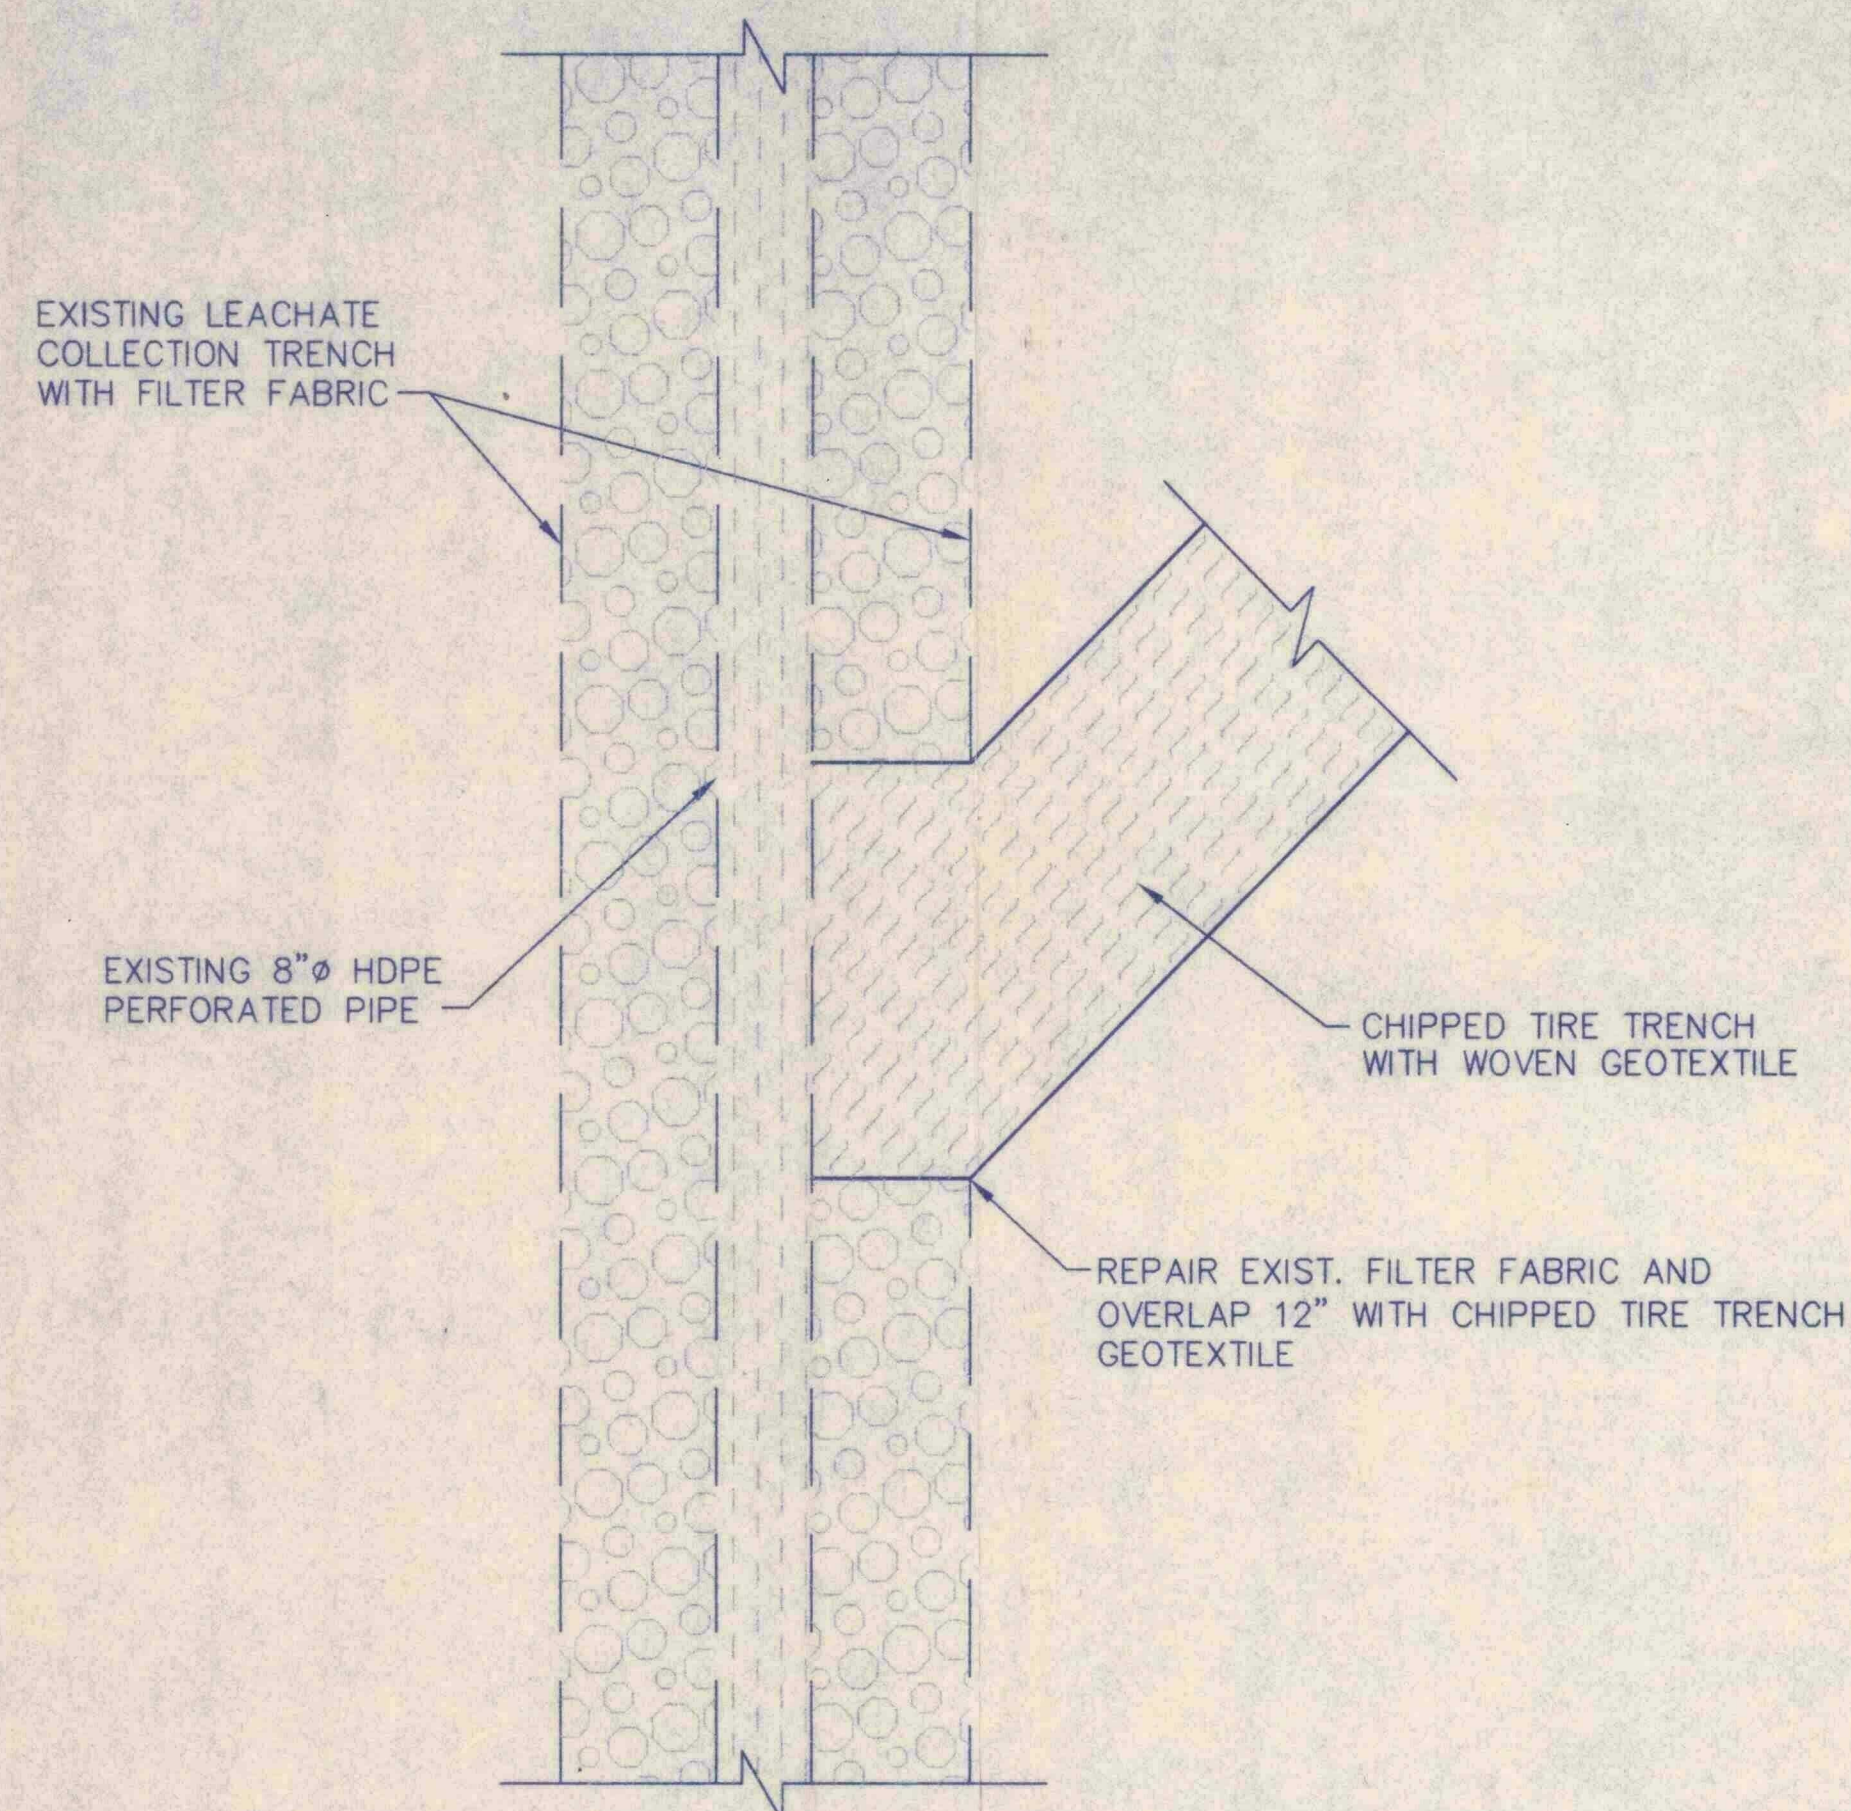 EXISTING LEACHATE
COLLECTION TRENCH
WITH FILTER FABRIC
EXISTING 8"ø HDPE
PERFORATED PIPE
CHIPPED TIRE TRENCH
WITH WOVEN GEOTEXTILE
REPAIR EXIST. FILTER FABRIC AND
OVERLAP 12" WITH CHIPPED TIRE TRENCH
GEOTEXTILE